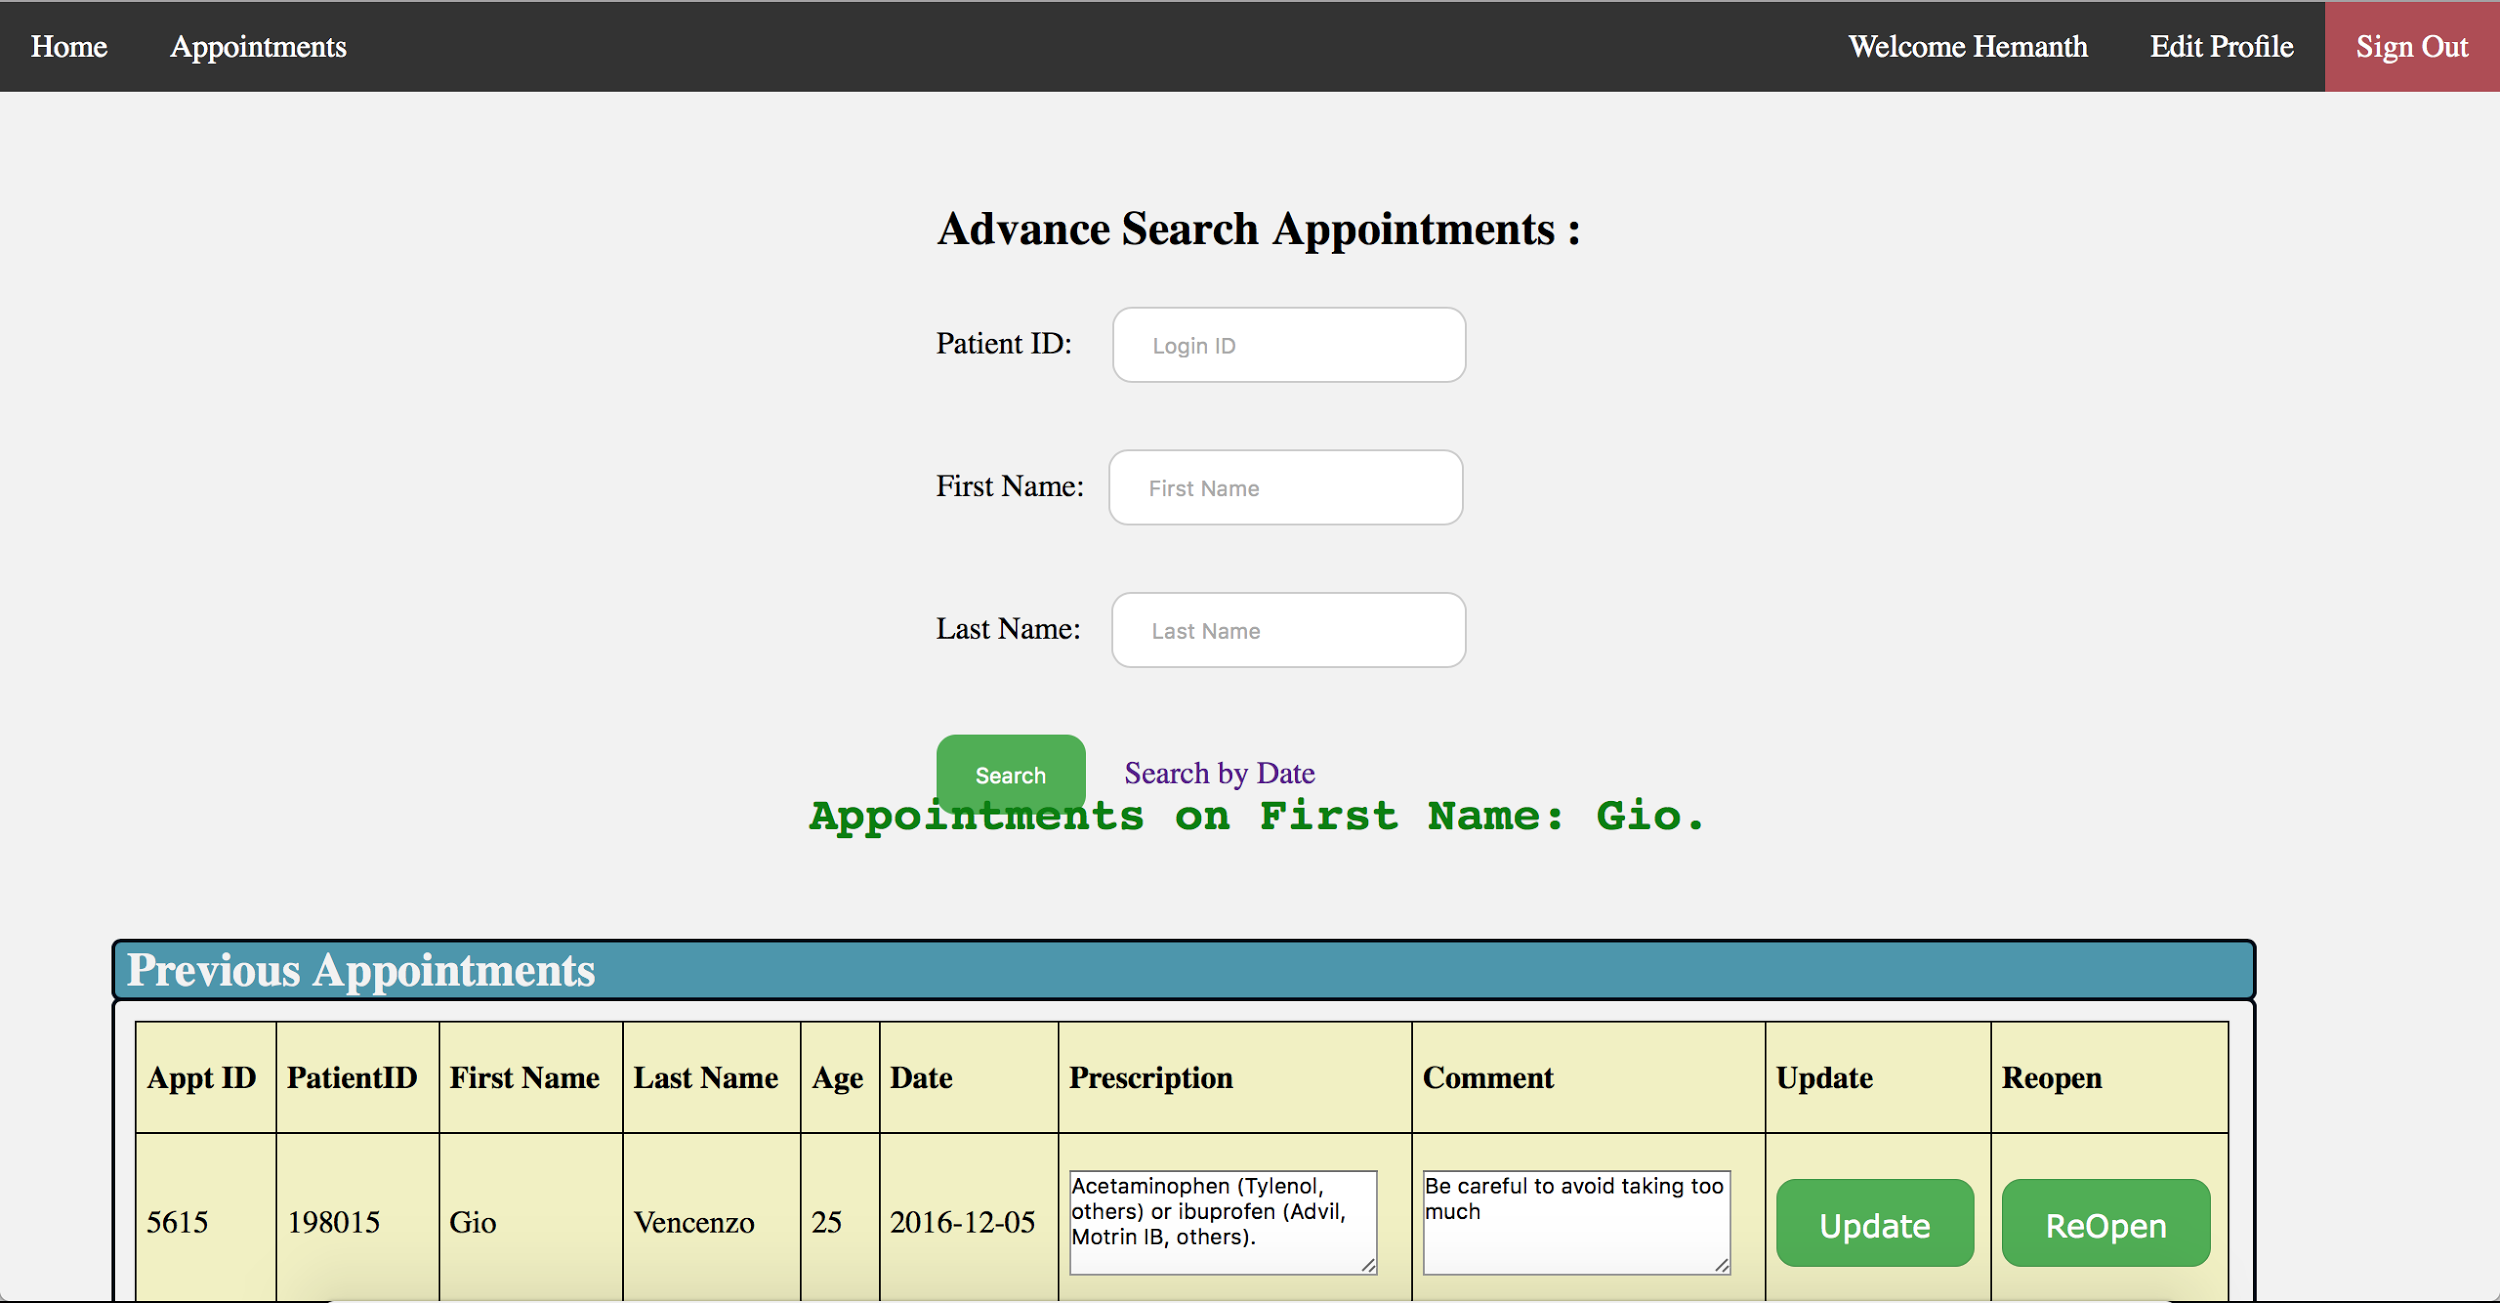 Home Appointments Welcome Hemanth Edit Profile Sign Out
Advance Search Appointments :
Patient ID: Login ID
First Name: First Name
Last Name: Last Name
Search Search by Date
Appointments on First Name: Gio.
Previous Appointments
Appt ID PatientID First Name Last Name Age Date Prescription Comment Update Reopen
5615 198015 Gio Vencenzo 25 2016-12-05 Acetaminophen (Tylenol, others) or ibuprofen (Advil, Motrin IB, others). Be careful to avoid taking too much Update ReOpen